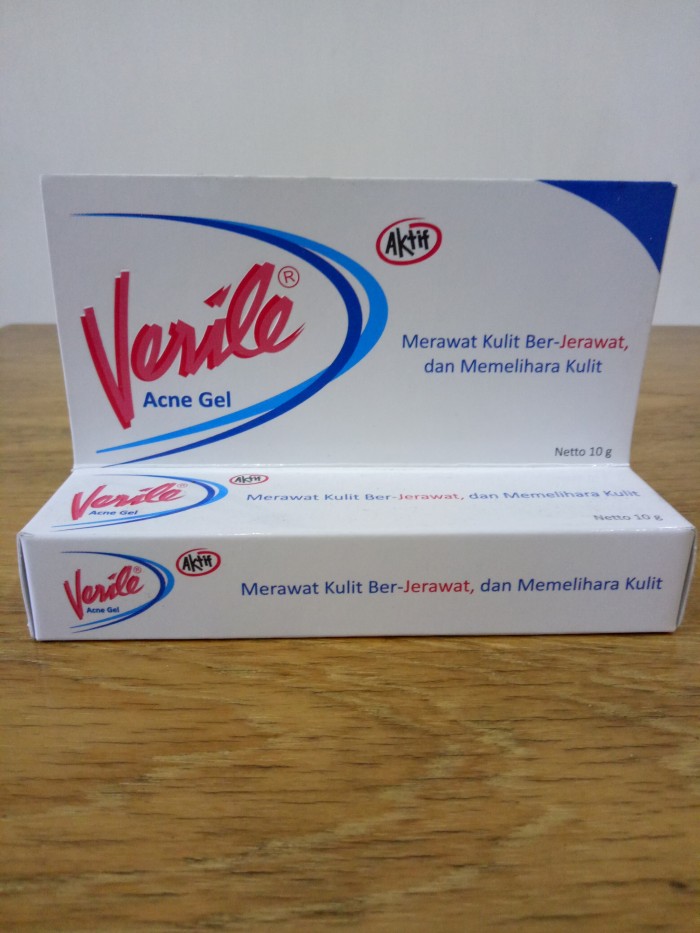 Aktif
Verile®
Acne Gel
Merawat Kulit Ber-Jerawat,
dan Memelihara Kulit
Netto 10 g
Verile®
Acne Gel
Aktif
Merawat Kulit Ber-Jerawat, dan Memelihara Kulit
Netto 10 g
Verile®
Acne Gel
Aktif
Merawat Kulit Ber-Jerawat, dan Memelihara Kulit